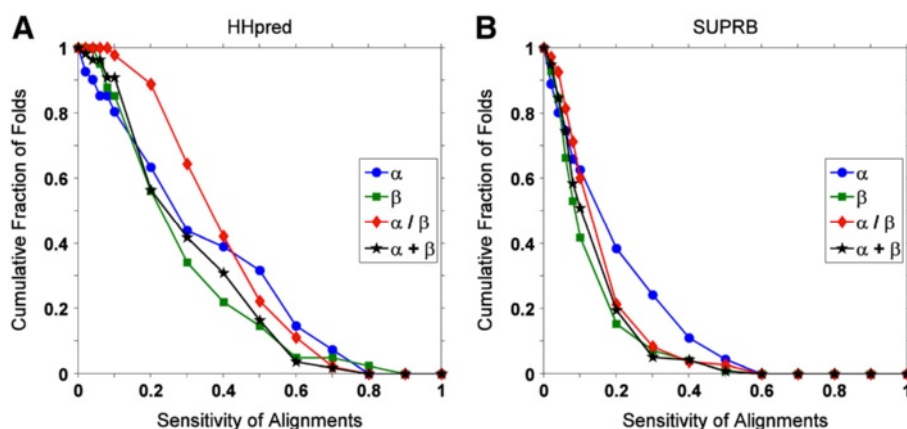 A HHpred
1
0.8
0.6
0.4
0.2
0
Cumulative Fraction of Folds
α
β
α / β
α + β
0 0.2 0.4 0.6 0.8 1
Sensitivity of Alignments
B SUPRB
1
0.8
0.6
0.4
0.2
0
Cumulative Fraction of Folds
α
β
α / β
α + β
0 0.2 0.4 0.6 0.8 1
Sensitivity of Alignments